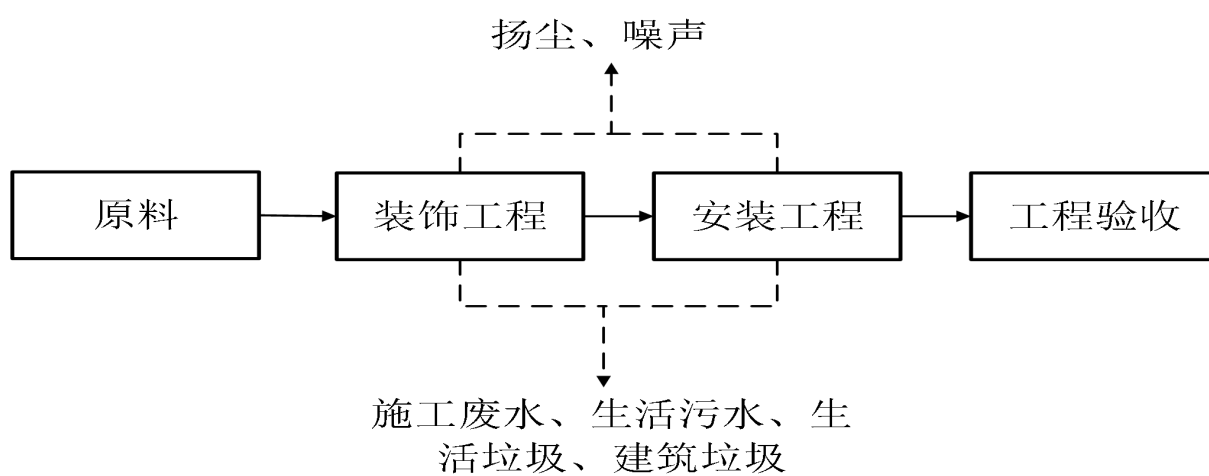 扬尘、噪声
原料
装饰工程
安装工程
工程验收
施工废水、生活污水、生
活垃圾、建筑垃圾